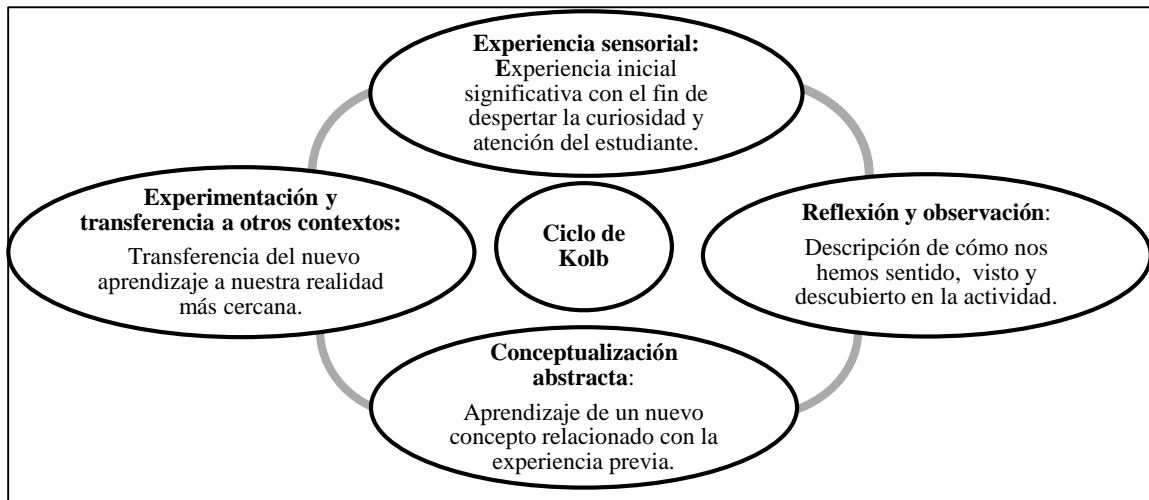 Experiencia sensorial:
Experiencia inicial
significativa con el fin de
despertar la curiosidad y
atención del estudiante.
Experimentación y
transferencia a otros contextos:
Transferencia del nuevo
aprendizaje a nuestra realidad
más cercana.
Ciclo de
Kolb
Reflexión y observación:
Descripción de cómo nos
hemos sentido, visto y
descubierto en la actividad.
Conceptualización
abstracta:
Aprendizaje de un nuevo
concepto relacionado con la
experiencia previa.